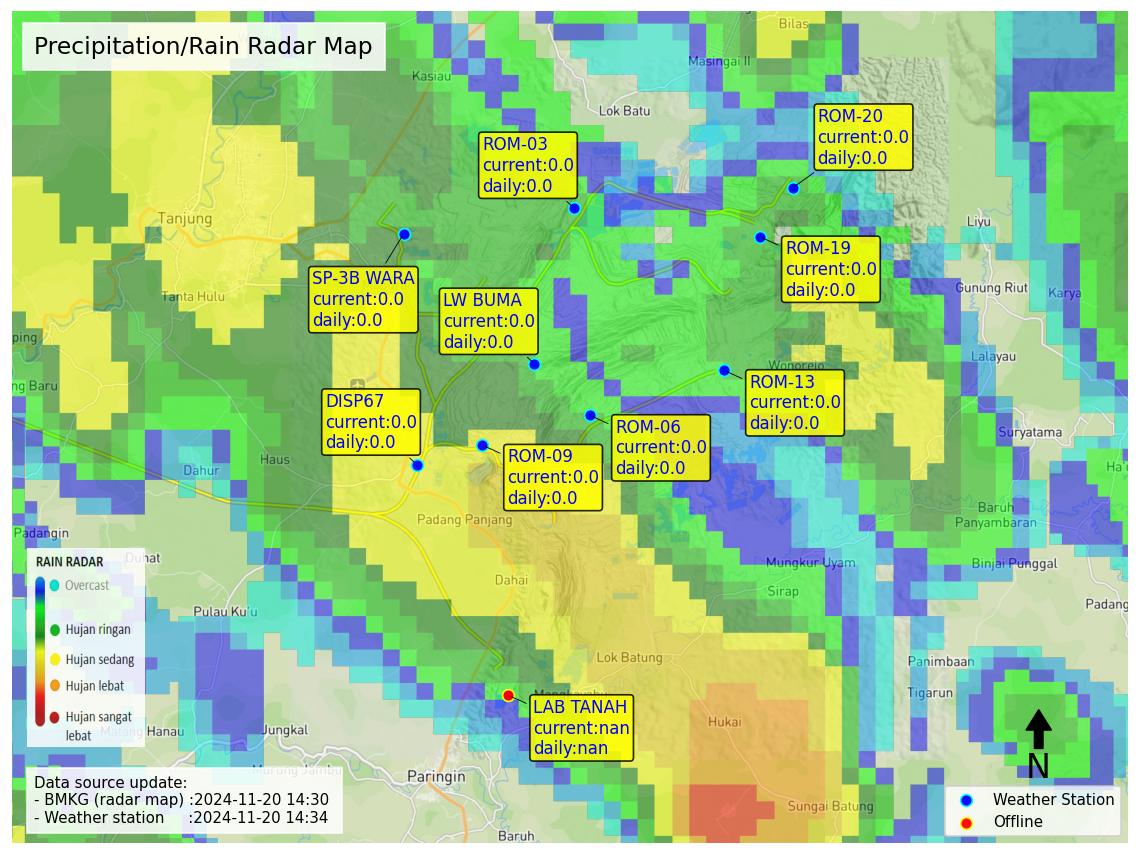 Precipitation/Rain Radar Map
Bilas
Masingai II
Kasiau
Lok Batu
ROM-20
current:0.0
daily:0.0
ROM-03
current:0.0
daily:0.0
Tanjung
Liyu
ROM-19
current:0.0
daily:0.0
SP-3B WARA
current:0.0
daily:0.0
Tanta Hulu
LW BUMA
current:0.0
daily:0.0
Gunung Riut
Karya
ping
Lalayau
Wonorejo
ng Baru
ROM-13
current:0.0
daily:0.0
DISP67
current:0.0
daily:0.0
ROM-06
current:0.0
daily:0.0
Suryatama
ROM-09
current:0.0
daily:0.0
Haus
Dahur
Ha'u
Baruh
Panyambaran
Padang Panjang
Padangin
RAIN RADAR
Overcast
Hujan ringan
Hujan sedang
Hujan lebat
Hujan sangat
lebat
Mungkur Uyam
Binjai Punggal
Dahai
Sirap
Pulau Ku'u
Padang
Lok Batung
Panimbaan
Tigarun
LAB TANAH
current:nan
daily:nan
Hukai
Jungkal
Murung Jambu
N
Paringin
Data source update:
- BMKG (radar map) :2024-11-20 14:30
- Weather station :2024-11-20 14:34
Sungai Batung
Baruh
Weather Station
Offline